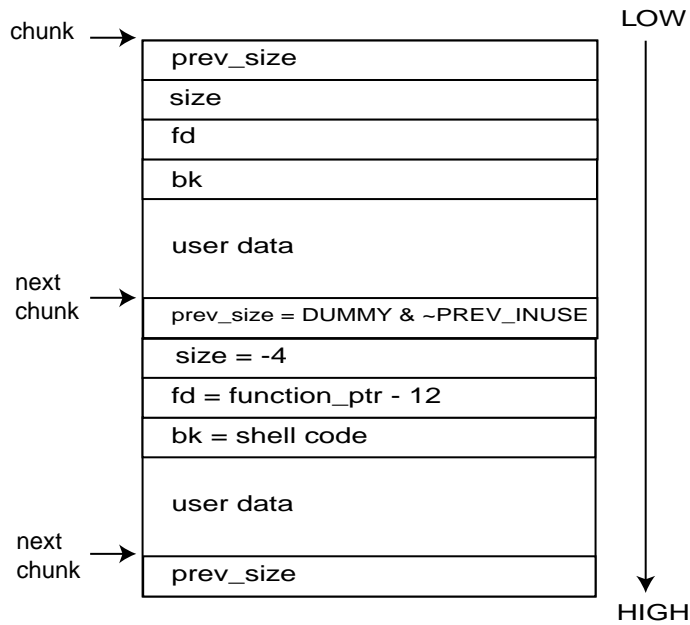 LOW
chunk
prev_size
size
fd
bk
user data
next
chunk
prev_size = DUMMY & ~PREV_INUSE
size = -4
fd = function_ptr - 12
bk = shell code
user data
next
chunk
prev_size
HIGH